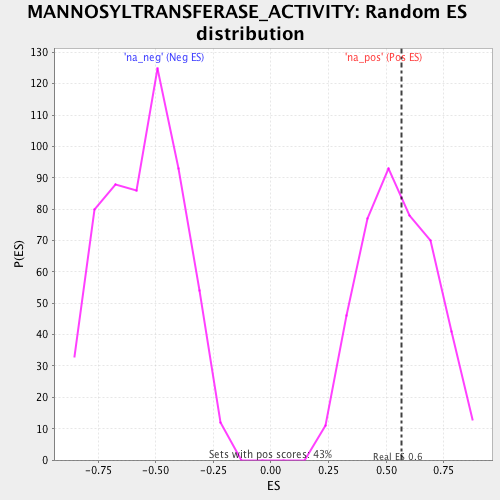 MANNOSYLTRANSFERASE_ACTIVITY: Random ES
distribution
'na_neg' (Neg ES)
'na_pos' (Pos ES)
130
120
110
100
90
80
70
60
50
40
30
20
10
0
P(ES)
Sets with pos scores: 43%
Real ES 0.6
-0.75
-0.50
-0.25
0.00
0.25
0.50
0.75
ES